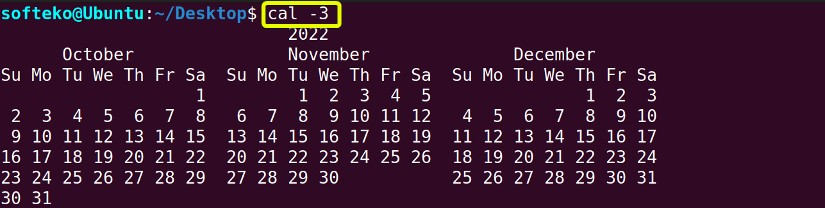 softeko@Ubuntu:~/Desktop$ cal -3
                            2022
      October               November              December
Su Mo Tu We Th Fr Sa  Su Mo Tu We Th Fr Sa  Su Mo Tu We Th Fr Sa
                   1         1  2  3  4  5               1  2  3
 2  3  4  5  6  7  8   6  7  8  9 10 11 12   4  5  6  7  8  9 10
 9 10 11 12 13 14 15  13 14 15 16 17 18 19  11 12 13 14 15 16 17
16 17 18 19 20 21 22  20 21 22 23 24 25 26  18 19 20 21 22 23 24
23 24 25 26 27 28 29  27 28 29 30           25 26 27 28 29 30 31
30 31